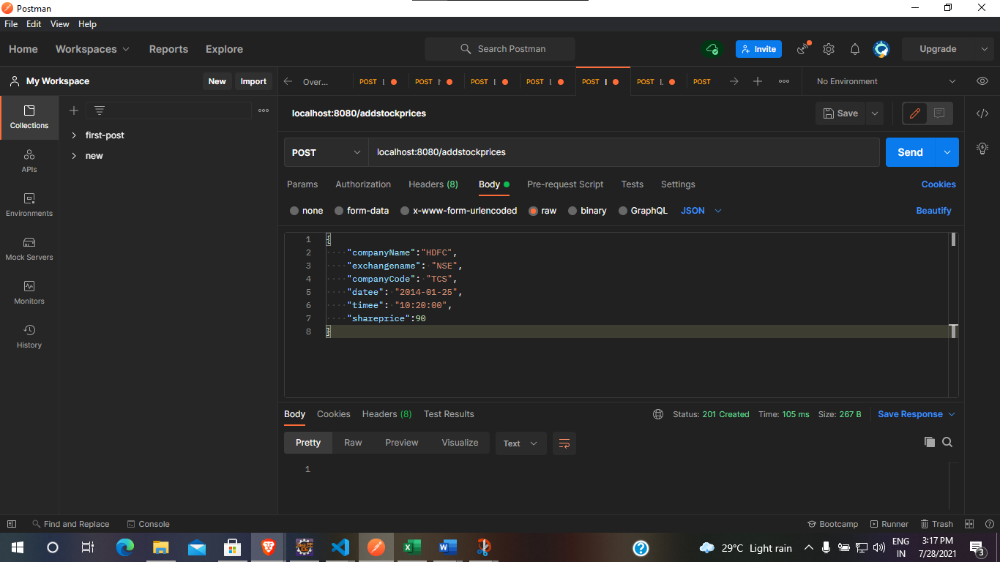 Postman
File Edit View Help
Home Workspaces Reports Explore Search Postman Invite Upgrade
My Workspace New Import Over... POST POST POST POST POST POST POST No Environment
Collections
APIs
Environments
Mock Servers
Monitors
History
first-post
new
localhost:8080/addstockprices Save
POST localhost:8080/addstockprices Send
Params Authorization Headers (8) Body Pre-request Script Tests Settings Cookies
none form-data x-www-form-urlencoded raw binary GraphQL JSON Beautify
1 {
2 "companyName":"HDFC",
3 "exchangename": "NSE",
4 "companyCode": "TCS",
5 "datee": "2014-01-25",
6 "timee": "10:20:00",
7 "shareprice":90
8 }
Body Cookies Headers (8) Test Results Status: 201 Created Time: 105 ms Size: 267 B Save Response
Pretty Raw Preview Visualize Text
1
Find and Replace Console Bootcamp Runner Trash
29°C Light rain ENG IN 3:17 PM 7/28/2021 3